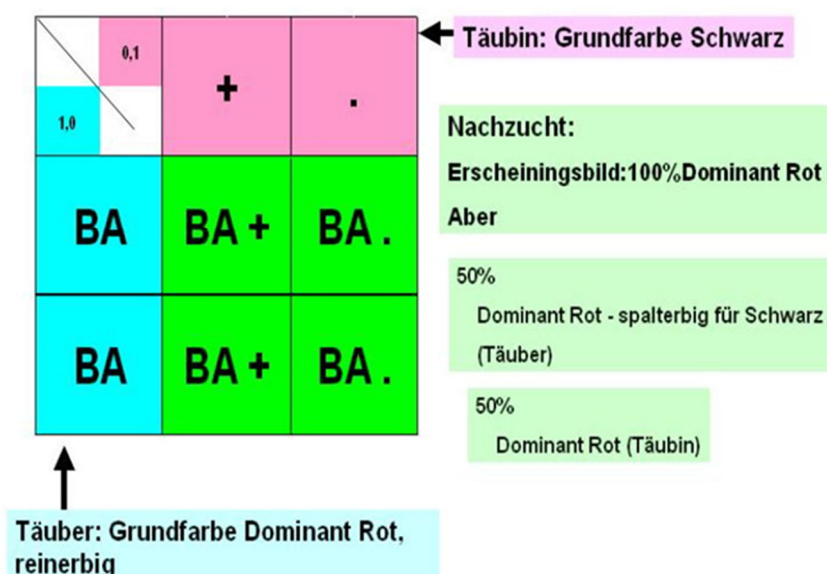 0,1
+
.
Täubin: Grundfarbe Schwarz
1,0
BA
BA +
BA .
BA
BA +
BA .
Nachzucht:
Erscheiningsbild:100%Dominant Rot
Aber
50%
Dominant Rot - spalterbig für Schwarz
(Täuber)
50%
Dominant Rot (Täubin)
Täuber: Grundfarbe Dominant Rot,
reinerbig